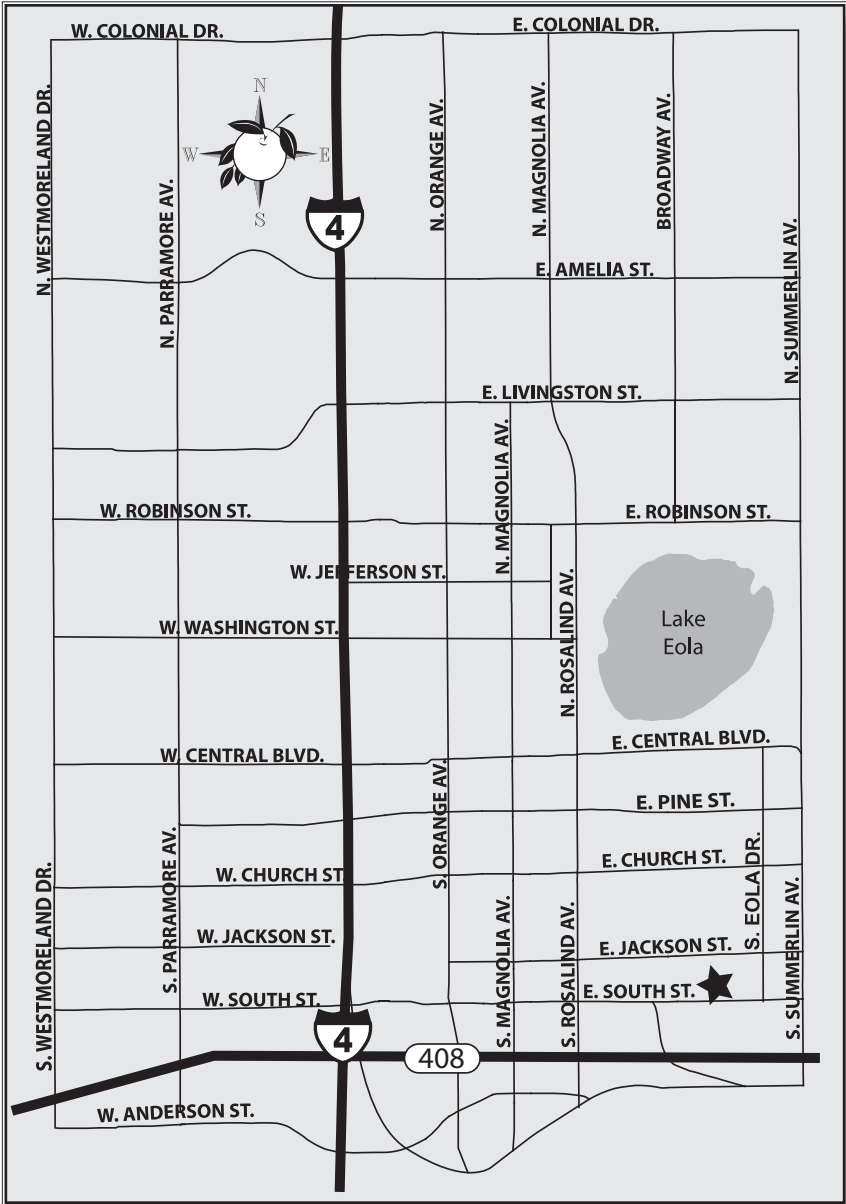 W. COLONIAL DR.
E. COLONIAL DR.
N. WESTMORELAND DR.
N. PARRAMORE AV.
N
W
E
S
4
N. ORANGE AV.
N. MAGNOLIA AV.
BROADWAY AV.
N. SUMMERLIN AV.
E. AMELIA ST.
E. LIVINGSTON ST.
N. MAGNOLIA AV.
W. ROBINSON ST.
E. ROBINSON ST.
W. JEFFERSON ST.
N. ROSALIND AV.
W. WASHINGTON ST.
Lake
Eola
W. CENTRAL BLVD.
E. CENTRAL BLVD.
S. ORANGE AV.
E. PINE ST.
S. PARRAMORE AV.
W. CHURCH ST.
E. CHURCH ST.
S. EOLA DR.
S. WESTMORELAND DR.
S. MAGNOLIA AV.
S. ROSALIND AV.
S. SUMMERLIN AV.
W. JACKSON ST.
E. JACKSON ST.
W. SOUTH ST.
E. SOUTH ST.
4
408
W. ANDERSON ST.